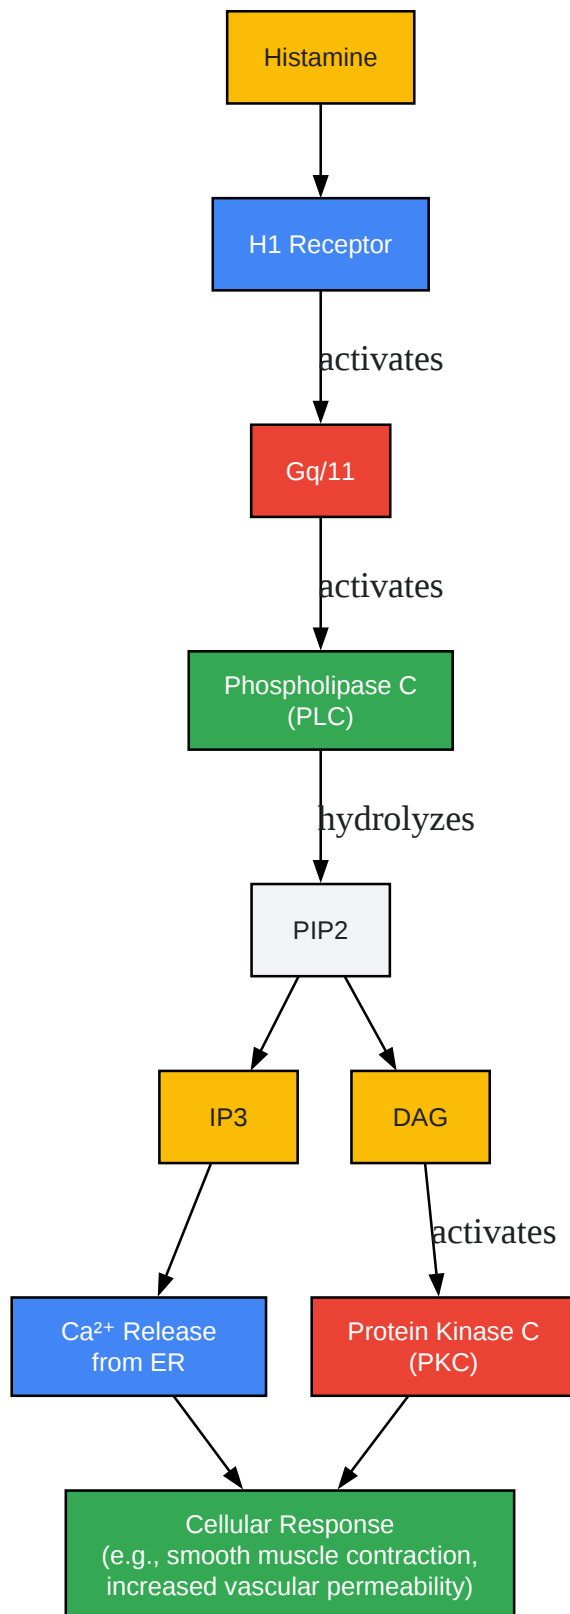 Histamine
H1 Receptor
activates
Gq/11
activates
Phospholipase C
(PLC)
hydrolyzes
PIP2
IP3
DAG
activates
Ca²⁺ Release
from ER
Protein Kinase C
(PKC)
Cellular Response
(e.g., smooth muscle contraction,
increased vascular permeability)